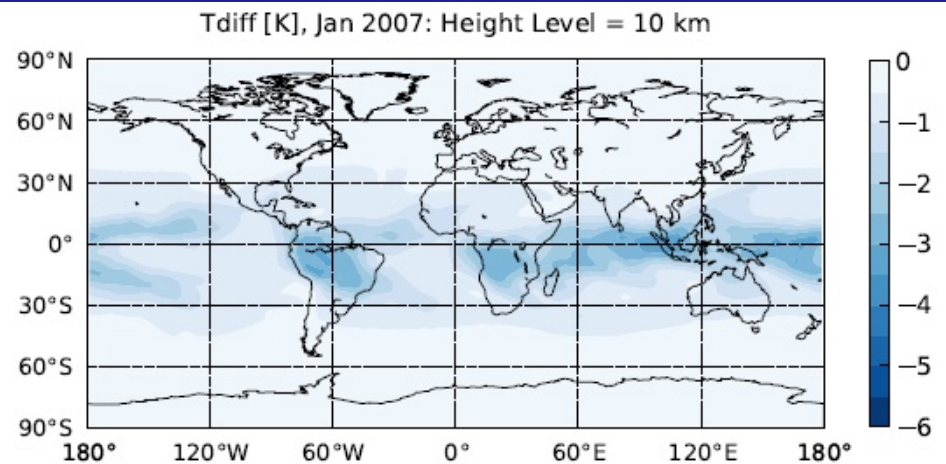 Tdiff [K], Jan 2007: Height Level = 10 km
90°N
60°N
30°N
0°
30°S
60°S
90°S
180° 120°W 60°W 0° 60°E 120°E 180°
0
−1
−2
−3
−4
−5
−6